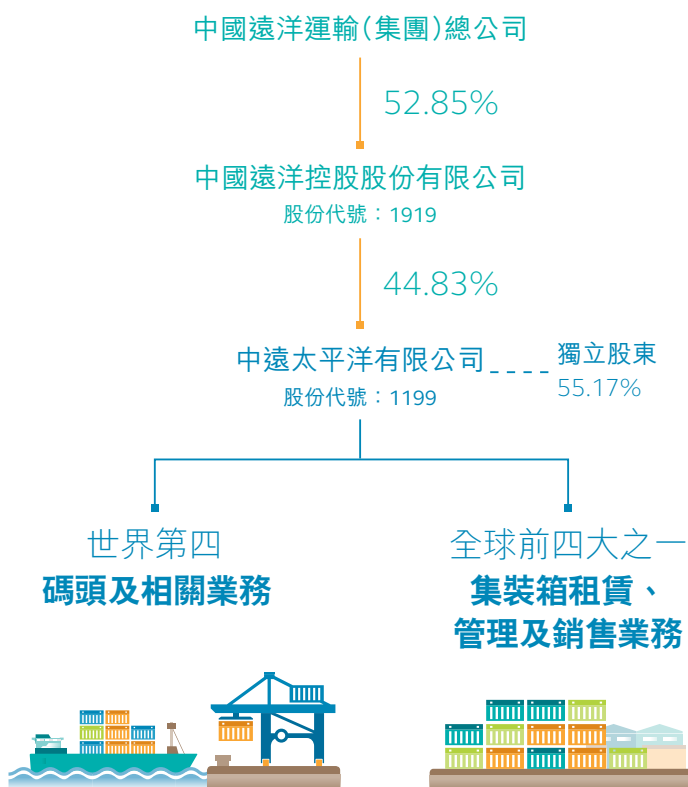 中國遠洋運輸(集團)總公司
52.85%
中國遠洋控股股份有限公司
股份代號：1919
44.83%
中遠太平洋有限公司
股份代號：1199
獨立股東
55.17%
世界第四
碼頭及相關業務
全球前四大之一
集裝箱租賃、
管理及銷售業務